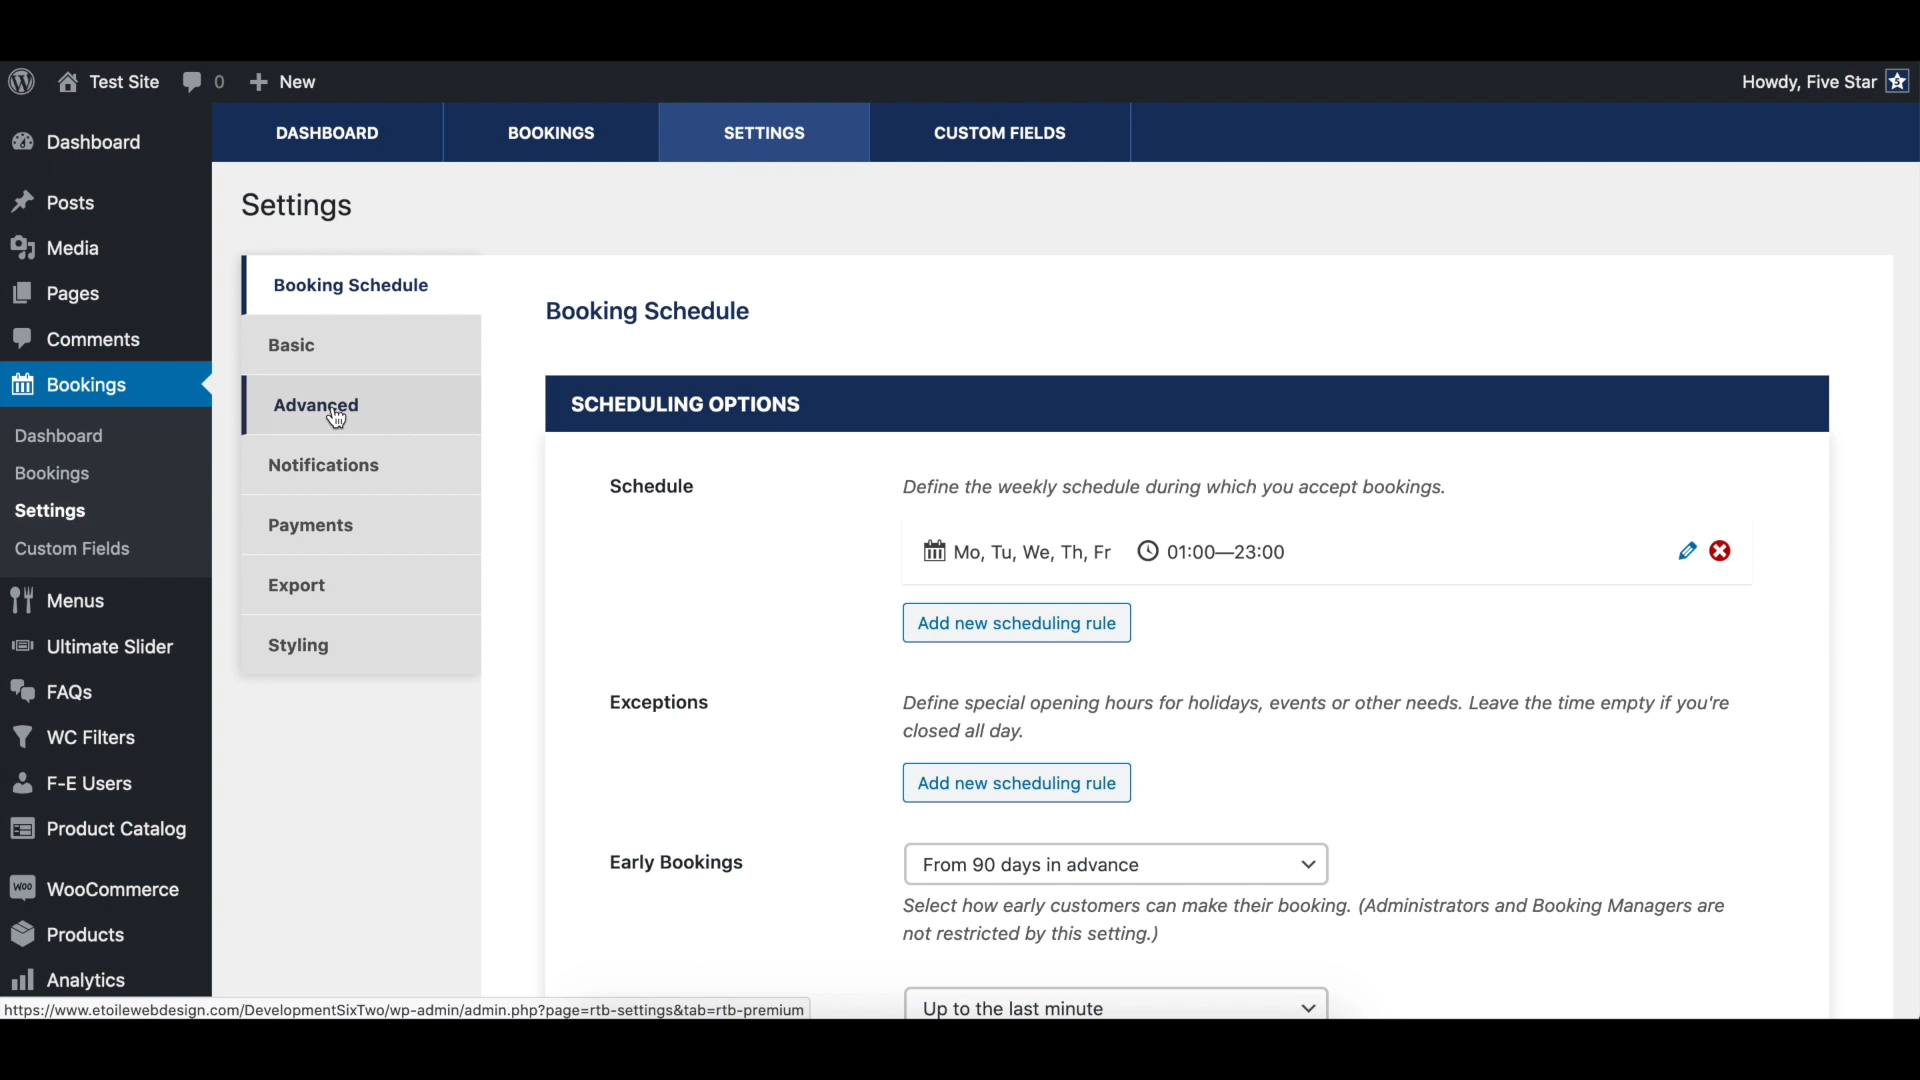 Test Site 0 New Howdy, Five Star
DASHBOARD BOOKINGS SETTINGS CUSTOM FIELDS
Dashboard
Posts
Media
Pages
Comments
Bookings
Dashboard
Bookings
Settings
Custom Fields
Menus
Ultimate Slider
FAQs
WC Filters
F-E Users
Product Catalog
WooCommerce
Products
Analytics
Settings
Booking Schedule
Basic
Advanced
Notifications
Payments
Export
Styling
Booking Schedule
SCHEDULING OPTIONS
Schedule
Define the weekly schedule during which you accept bookings.
Mo, Tu, We, Th, Fr 01:00—23:00
Add new scheduling rule
Exceptions
Define special opening hours for holidays, events or other needs. Leave the time empty if you're
closed all day.
Add new scheduling rule
Early Bookings
From 90 days in advance
Select how early customers can make their booking. (Administrators and Booking Managers are
not restricted by this setting.)
Up to the last minute
https://www.etoilewebdesign.com/DevelopmentSixTwo/wp-admin/admin.php?page=rtb-settings&tab=rtb-premium